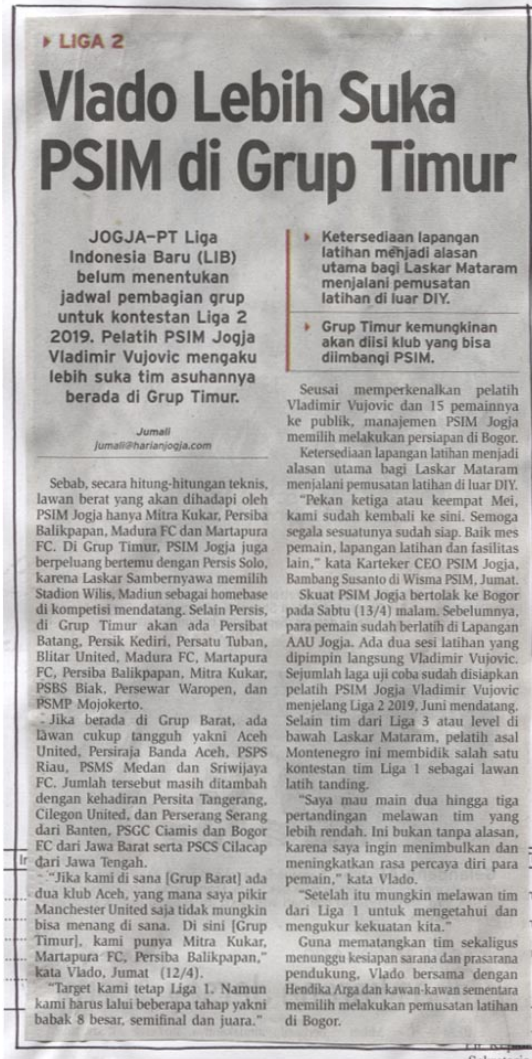 LIGA 2
Vlado Lebih Suka
PSIM di Grup Timur
JOGJA—PT Liga
Indonesia Baru (LIB)
belum menentukan
jadwal pembagian grup
untuk kontestan Liga 2
2019. Pelatih PSIM Jogja
Vladimir Vujovic mengaku
lebih suka tim asuhannya
berada di Grup Timur.
Jumali
jumali@harianjogja.com
Sebab, secara hitung-hitungan teknis,
lawan berat yang akan dihadapi oleh
PSIM Jogja hanya Mitra Kukar, Persiba
Balikpapan, Madura FC dan Martapura
FC. Di Grup Timur, PSIM Jogja juga
berpeluang bertemu dengan Persis Solo,
karena Laskar Sambernyawa memilih
Stadion Wilis, Madiun sebagai homebase
di kompetisi mendatang. Selain Persis,
di Grup Timur akan ada Persibat
Batang, Persik Kediri, Persatu Tuban,
Blitar United, Madura FC, Martapura
FC, Persiba Balikpapan, Mitra Kukar,
PSBS Biak, Persewar Waropen, dan
PSMP Mojokerto.
Jika berada di Grup Barat, ada
lawan cukup tangguh yakni Aceh
United, Persiraja Banda Aceh, PSPS
Riau, PSMS Medan dan Sriwijaya
FC. Jumlah tersebut masih ditambah
dengan kehadiran Persita Tangerang,
Cilegon United, dan Perserang Serang
dari Banten, PSGC Ciamis dan Bogor
FC dari Jawa Barat serta PSCS Cilacap
dari Jawa Tengah.
"Jika kami di sana [Grup Barat] ada
dua klub Aceh, yang mana saya pikir
Manchester United saja tidak mungkin
bisa menang di sana. Di sini [Grup
Timur], kami punya Mitra Kukar,
Martapura FC, Persiba Balikpapan,"
kata Vlado, Jumat (12/4).
"Target kami tetap Liga 1. Namun
kami harus lalui beberapa tahap yakni
babak 8 besar, semifinal dan juara."
Ketersediaan lapangan
latihan menjadi alasan
utama bagi Laskar Mataram
menjalani pemusatan
latihan di luar DIY.
Grup Timur kemungkinan
akan diisi klub yang bisa
diimbangi PSIM.
Seusai memperkenalkan pelatih
Vladimir Vujovic dan 15 pemainnya
ke publik, manajemen PSIM Jogja
memilih melakukan persiapan di Bogor.
Ketersedaan lapangan latihan menjadi
alasan utama bagi Laskar Mataram
menjalani pemusatan latihan di luar DIY.
"Pekan ketiga atau keempat Mei,
kami sudah kembali ke sini. Semoga
segala sesuatunya sudah siap. Baik mes
pemain, lapangan latihan dan fasilitas
lain," kata Karteker CEO PSIM Jogja,
Bambang Susanto di Wisma PSIM, Jumat.
Skuat PSIM Jogja bertolak ke Bogor
pada Sabtu (13/4) malam. Sebelumnya,
para pemain sudah berlatih di Lapangan
AAU Jogja. Ada dua sesi latihan yang
dipimpin langsung Vladimir Vujovic.
Sejumlah laga uji coba sudah disiapkan
pelatih PSIM Jogja Vladimir Vujovic
menjelang Liga 2 2019, Juni mendatang.
Selain tim dari Liga 3 atau level di
bawah Laskar Mataram, pelatih asal
Montenegro ini membidik salah satu
kontestan tim Liga 1 sebagai lawan
latih tanding.
"Saya mau main dua hingga tiga
pertandingan melawan tim yang
lebih rendah. Ini bukan tanpa alasan,
karena saya ingin menimbulkan dan
meningkatkan rasa percaya diri para
pemain," kata Vlado.
"Setelah itu mungkin melawan tim
dari Liga 1 untuk mengetahui dan
mengukur kekuatan kita."
Guna mematangkan tim sekaligus
menunggu kesiapan sarana dan prasarana
pendukung, Vlado bersama dengan
Hendika Arga dan kawan-kawan sementara
memilih melakukan pemusatan latihan
di Bogor.